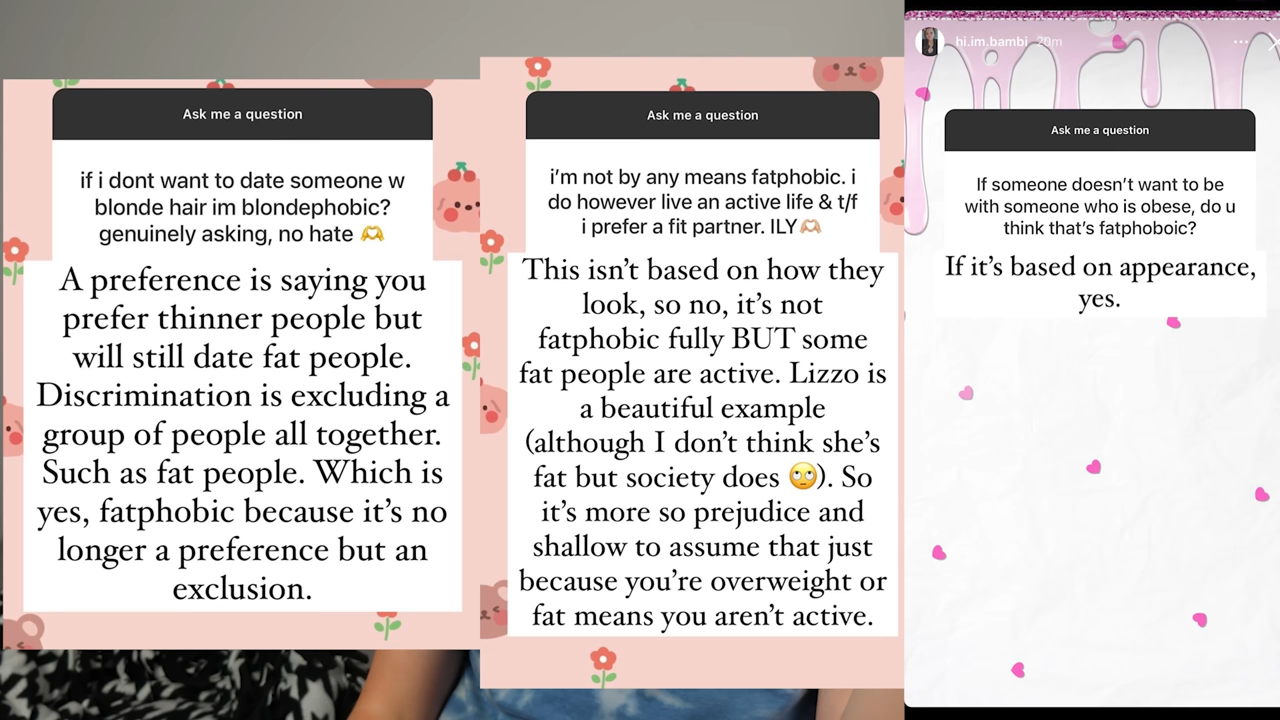 Ask me a question
if i dont want to date someone w
blonde hair im blondephobic?
genuinely asking, no hate 🫶
A preference is saying you
prefer thinner people but
will still date fat people.
Discrimination is excluding a
group of people all together.
Such as fat people. Which is
yes, fatphobic because it's no
longer a preference but an
exclusion.
Ask me a question
i'm not by any means fatphobic. i
do however live an active life & t/f
i prefer a fit partner. ILY🫶🏼
This isn't based on how they
look, so no, it's not
fatphobic fully BUT some
fat people are active. Lizzo is
a beautiful example
(although I don't think she's
fat but society does 🙄). So
it's more so prejudice and
shallow to assume that just
because you're overweight or
fat means you aren't active.
hi.im.bambi 20m
Ask me a question
If someone doesn't want to be
with someone who is obese, do u
think that's fatphboic?
If it's based on appearance,
yes.